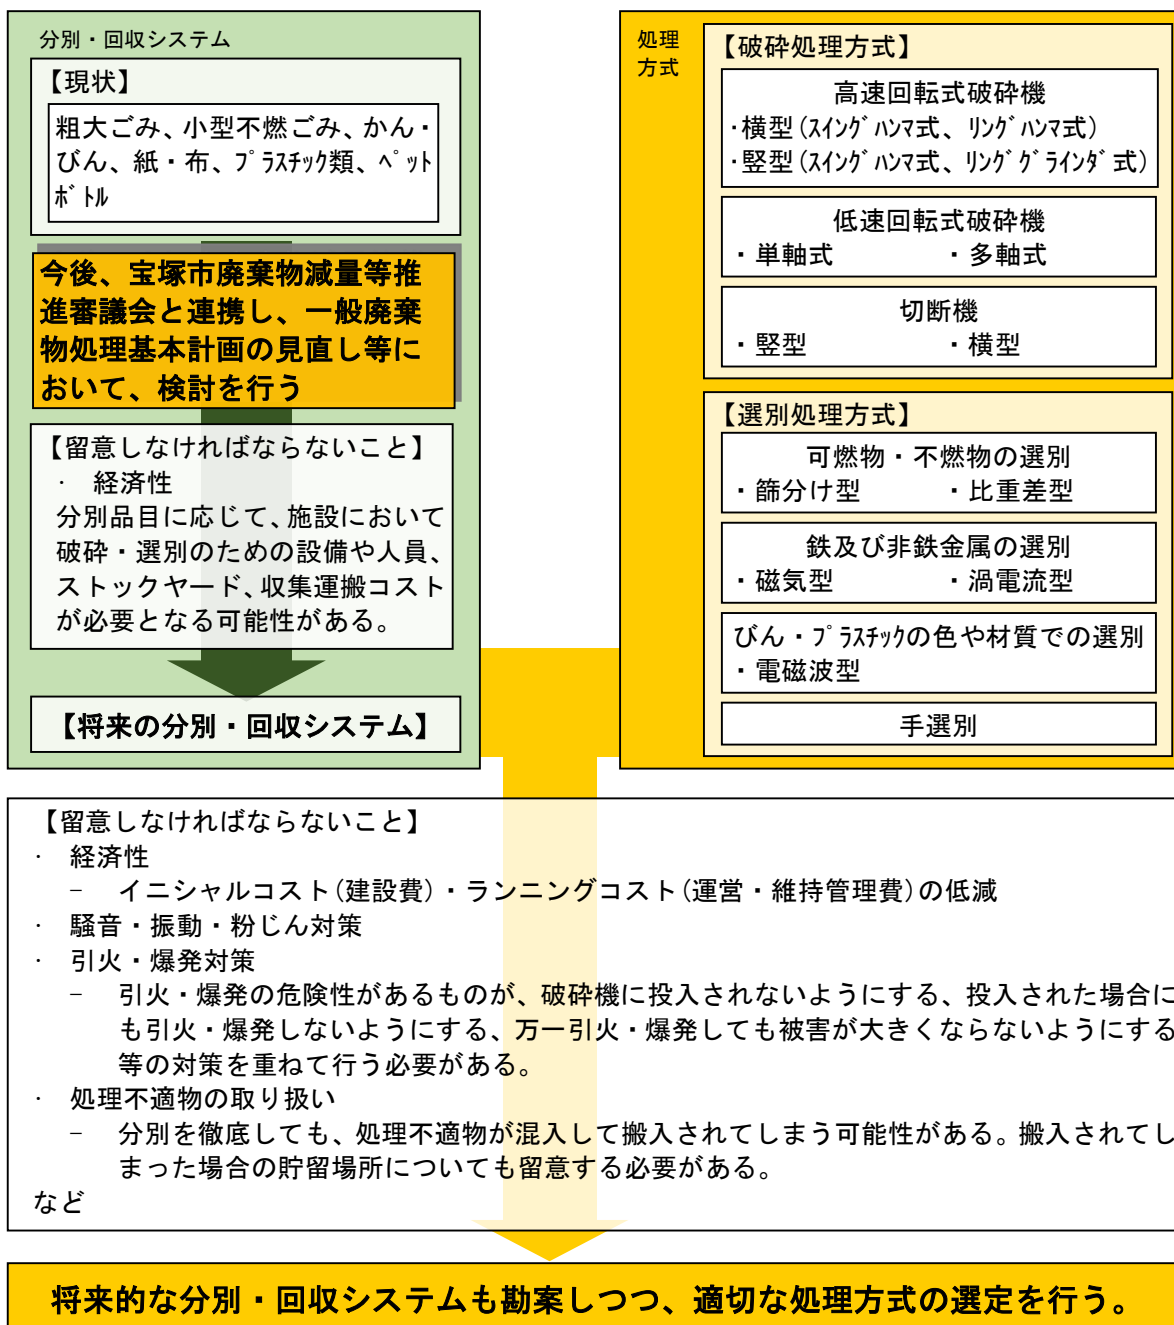 分別・回収システム
【現状】
粗大ごみ、小型不燃ごみ、かん・
びん、紙・布、プラスチック類、ペット
ボトル
今後、宝塚市廃棄物減量等推
進審議会と連携し、一般廃棄
物処理基本計画の見直し等に
おいて、検討を行う
【留意しなければならないこと】
・ 経済性
分別品目に応じて、施設において
破砕・選別のための設備や人員、
ストックヤード、収集運搬コスト
が必要となる可能性がある。
【将来の分別・回収システム】
処理
方式
【破砕処理方式】
高速回転式破砕機
・横型(スイングハンマ式、リングハンマ式)
・竪型(スイングハンマ式、リンググラインダ式)
低速回転式破砕機
・単軸式 ・多軸式
切断機
・竪型 ・横型
【選別処理方式】
可燃物・不燃物の選別
・篩分け型 ・比重差型
鉄及び非鉄金属の選別
・磁気型 ・渦電流型
びん・プラスチックの色や材質での選別
・電磁波型
手選別
【留意しなければならないこと】
・ 経済性
－ イニシャルコスト(建設費)・ランニングコスト(運営・維持管理費)の低減
・ 騒音・振動・粉じん対策
・ 引火・爆発対策
－ 引火・爆発の危険性があるものが、破砕機に投入されないようにする、投入された場合に
も引火・爆発しないようにする、万一引火・爆発しても被害が大きくならないようにする
等の対策を重ねて行う必要がある。
・ 処理不適物の取り扱い
－ 分別を徹底しても、処理不適物が混入して搬入されてしまう可能性がある。搬入されてし
まった場合の貯留場所についても留意する必要がある。
など
将来的な分別・回収システムも勘案しつつ、適切な処理方式の選定を行う。